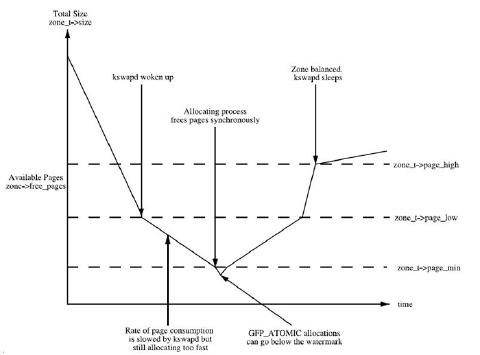 Total Size
zone_t->size
kswapd woken up
Zone balanced.
kswapd sleeps
Allocating process
frees pages synchronously
zone_t->page_high
Available Pages
zone->free_pages
zone_t->page_low
zone_t->page_min
time
Rate of page consumption
is slowed by kswapd but
still allocating too fast
GFP_ATOMIC allocations
can go below the watermark